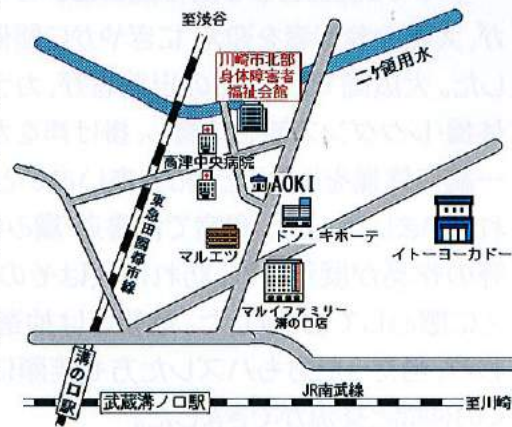 至渋谷
二ケ領用水
川崎市北部
身体障害者
福祉会館
高津中央病院
AOKI
東急田園都市線
マルエツ
ドン・キホーテ
イトーヨーカドー
マルイファミリー
溝の口店
溝の口駅
武蔵溝ノ口駅
JR南武線
至川崎